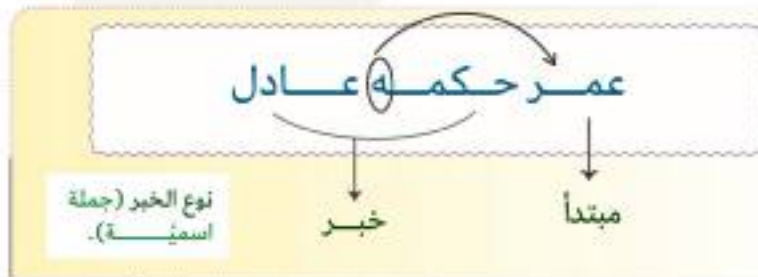 عمر حكمه عادل
مبتدأ
خبر
نوع الخبر (جملة
اسمية).